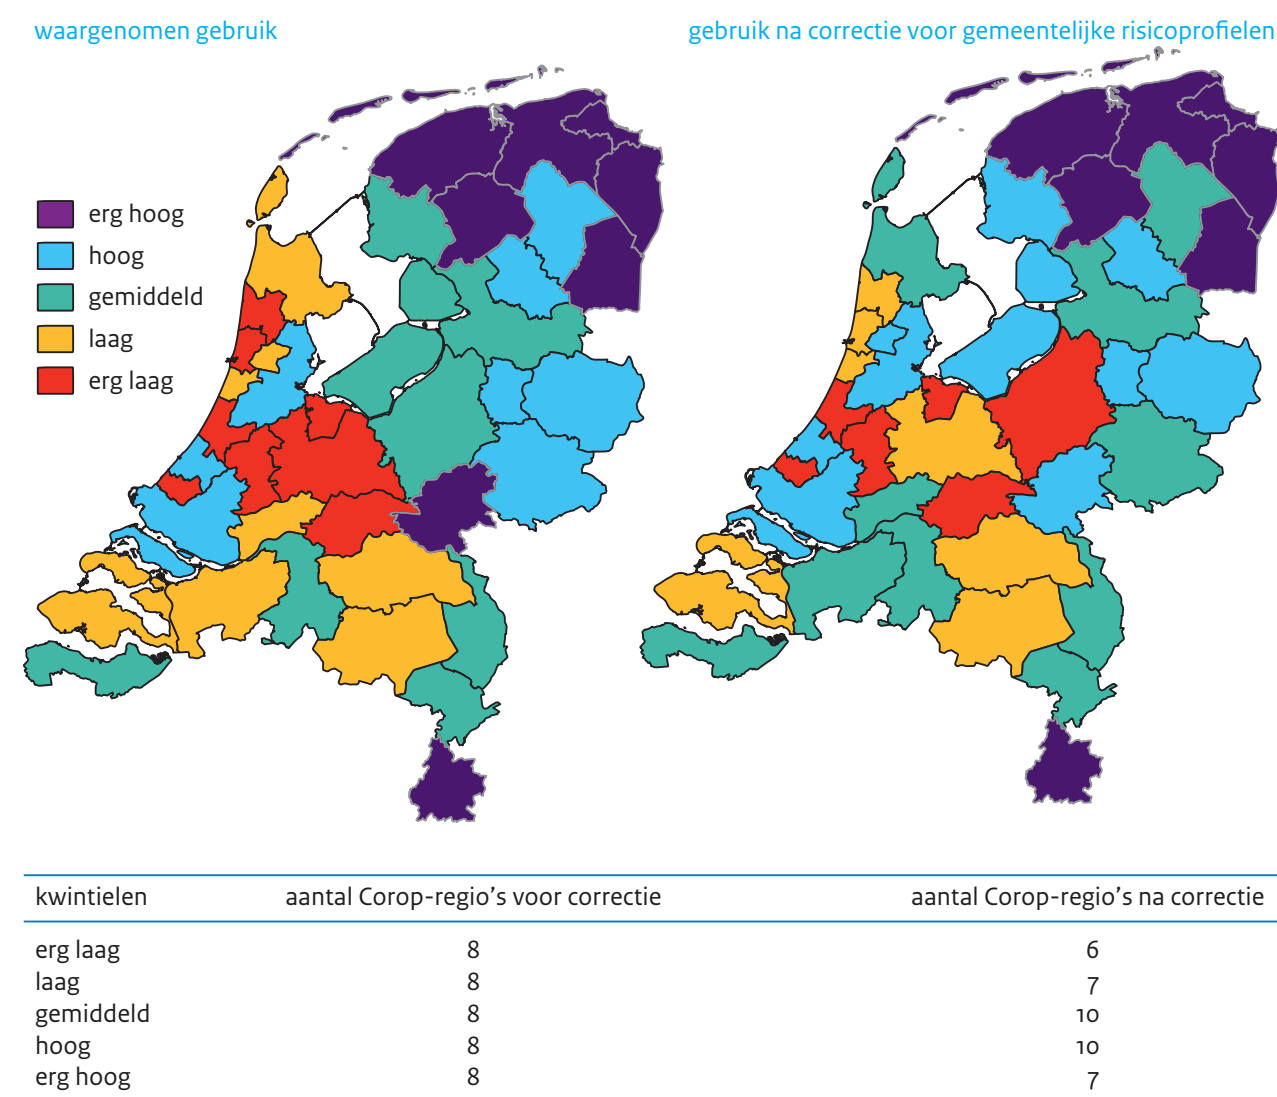 waargenomen gebruik
gebruik na correctie voor gemeentelijke risicoprofielen
erg hoog
hoog
gemiddeld
laag
erg laag
kwintielen aantal Corop-regio’s voor correctie aantal Corop-regio’s na correctie
erg laag 8 6
laag 8 7
gemiddeld 8 10
hoog 8 10
erg hoog 8 7